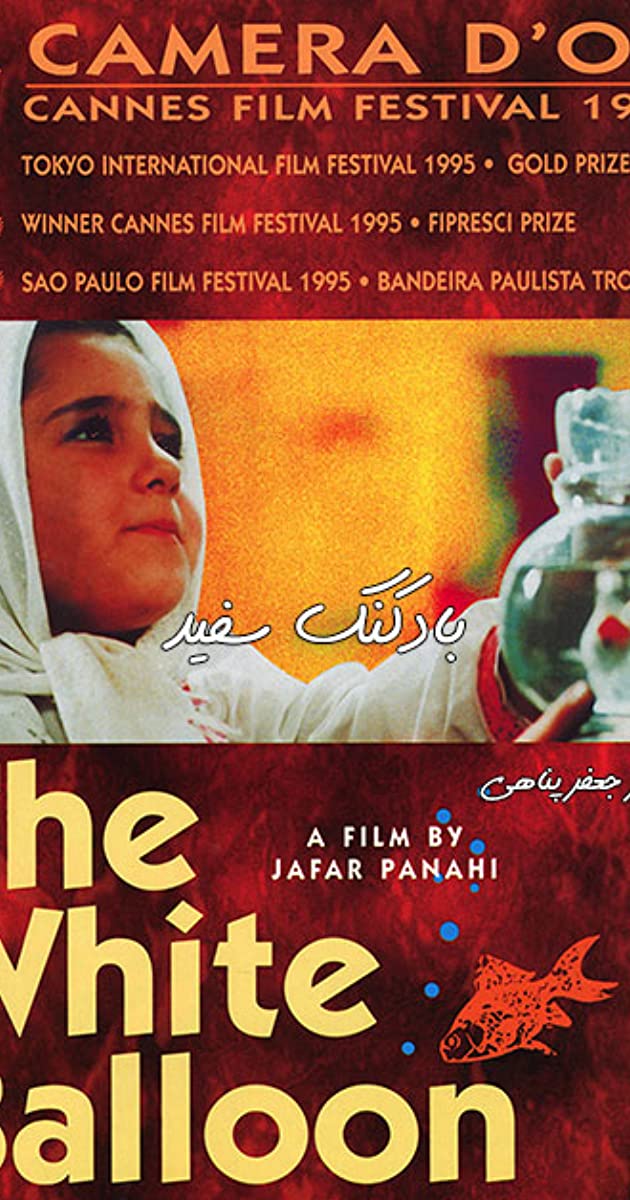 CAMERA D'O
CANNES FILM FESTIVAL 19
TOKYO INTERNATIONAL FILM FESTIVAL 1995 • GOLD PRIZE
WINNER CANNES FILM FESTIVAL 1995 • FIPRESCI PRIZE
SAO PAULO FILM FESTIVAL 1995 • BANDEIRA PAULISTA TRO
بادکنک سفید
جعفر پناهی
A FILM BY
JAFAR PANAHI
The
White
Balloon